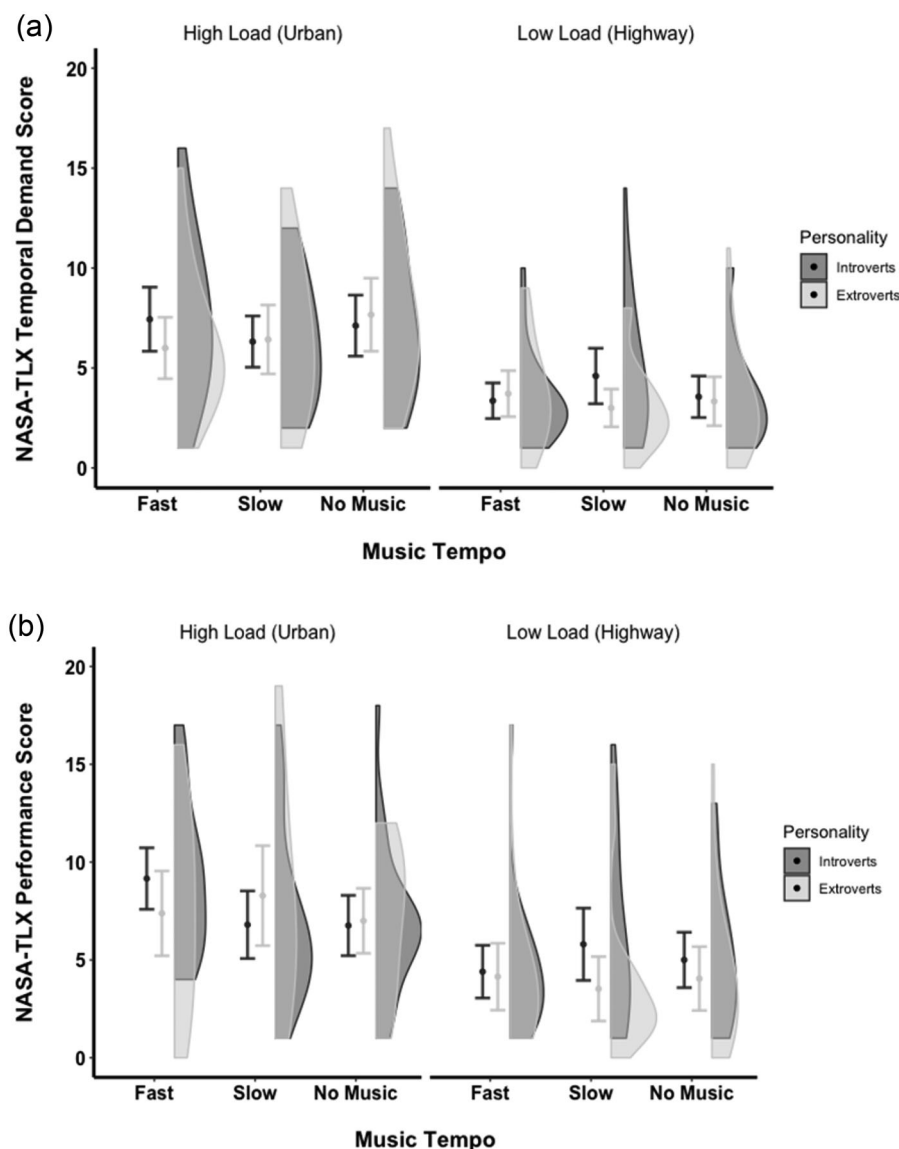 (a)
High Load (Urban)
Low Load (Highway)
NASA-TLX Temporal Demand Score
20
15
10
5
0
Personality
Introverts
Extroverts
Fast
Slow
No Music
Fast
Slow
No Music
Music Tempo
(b)
High Load (Urban)
Low Load (Highway)
NASA-TLX Performance Score
20
15
10
5
0
Personality
Introverts
Extroverts
Fast
Slow
No Music
Fast
Slow
No Music
Music Tempo